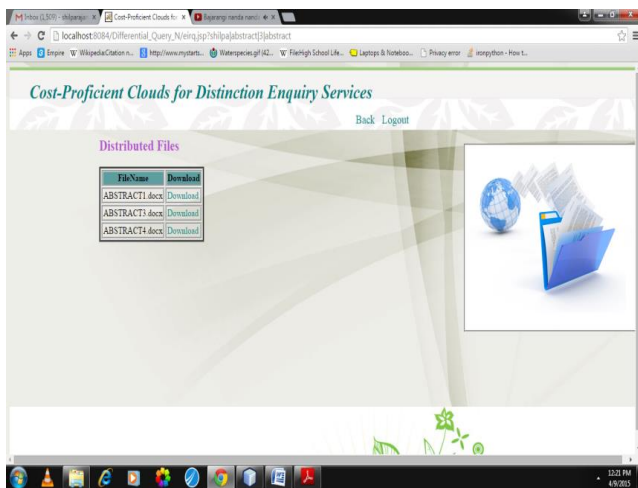 Inbox (1,509) - shilparaja
Cost-Proficient Clouds fo
Bajarangi nanda nanda
localhost:8084/Differential_Query_N/eirq.jsp?shilpa|abstract|3|abstract
Apps Empire WikipediaCitation n... http://www.mystarts... Waterspecies.gif (42... FileHigh School Life... Laptops & Noteboo... Privacy error ironpython - How t...
Cost-Proficient Clouds for Distinction Enquiry Services
Back Logout
Distributed Files
FileName Download
ABSTRACT1.docx Download
ABSTRACT3.docx Download
ABSTRACT4.docx Download
12:21 PM
4/9/2015